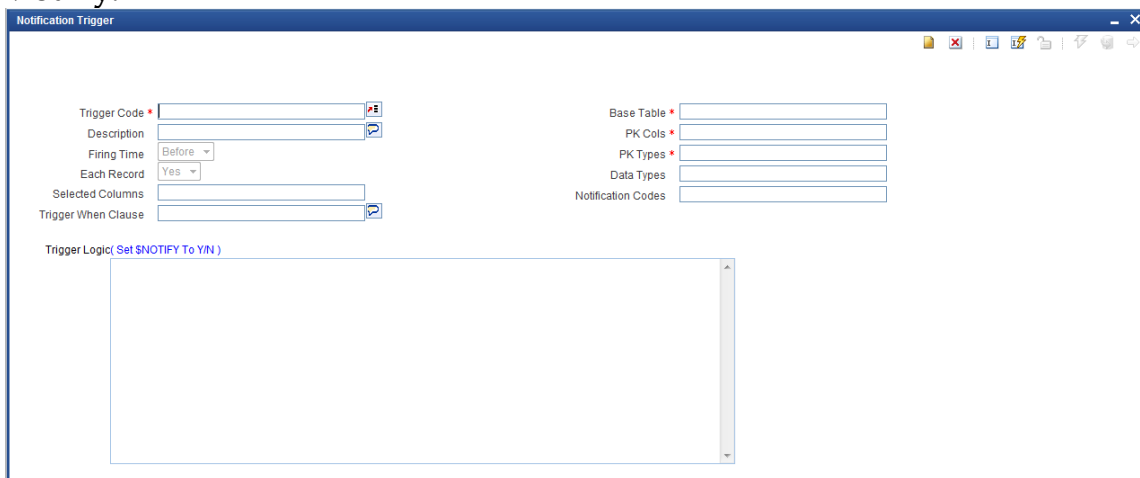 Notification Trigger
Trigger Code *
Description
Firing Time Before
Each Record Yes
Selected Columns
Trigger When Clause
Base Table *
PK Cols *
PK Types *
Data Types
Notification Codes
Trigger Logic( Set $NOTIFY To Y/N )